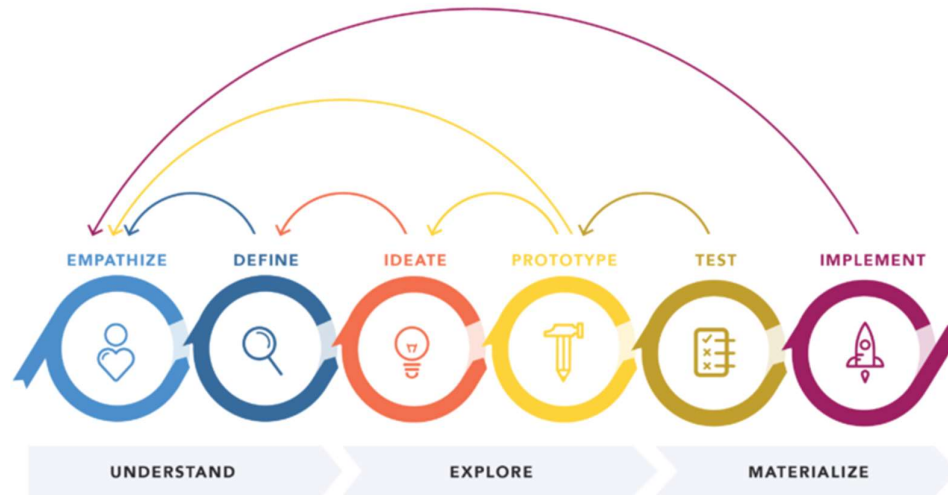 EMPATHIZE DEFINE IDEATE PROTOTYPE TEST IMPLEMENT
UNDERSTAND EXPLORE MATERIALIZE